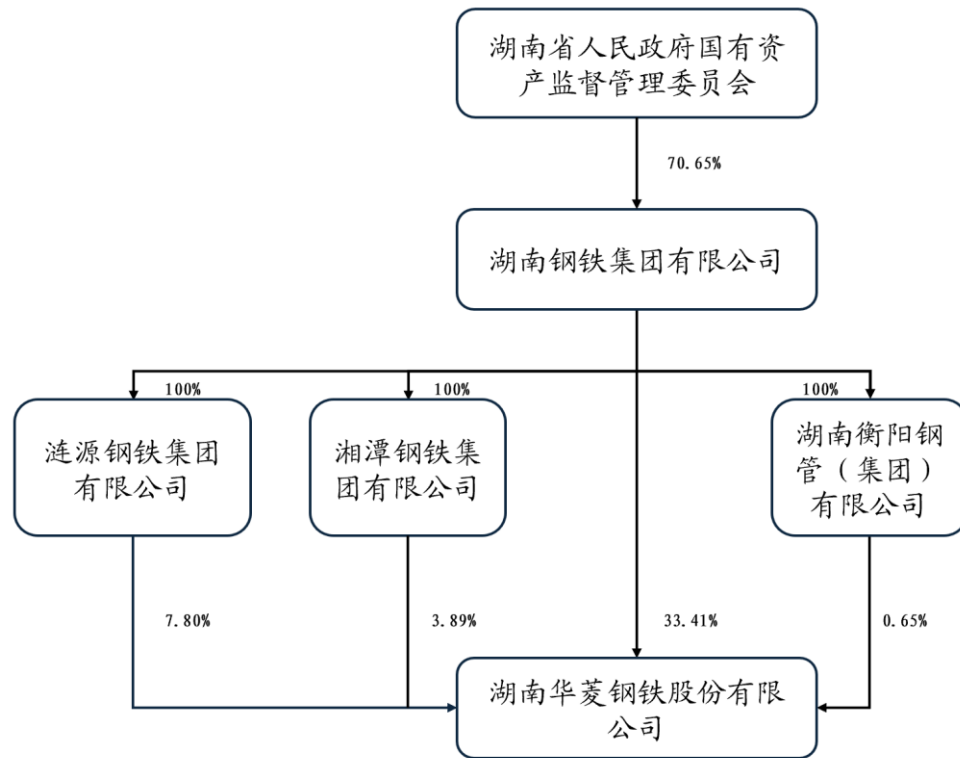 湖南省人民政府国有资
产监督管理委员会
70.65%
湖南钢铁集团有限公司
100%
100%
100%
涟源钢铁集团
有限公司
湘潭钢铁集
团有限公司
湖南衡阳钢
管（集团）
有限公司
7.80%
3.89%
33.41%
0.65%
湖南华菱钢铁股份有限
公司